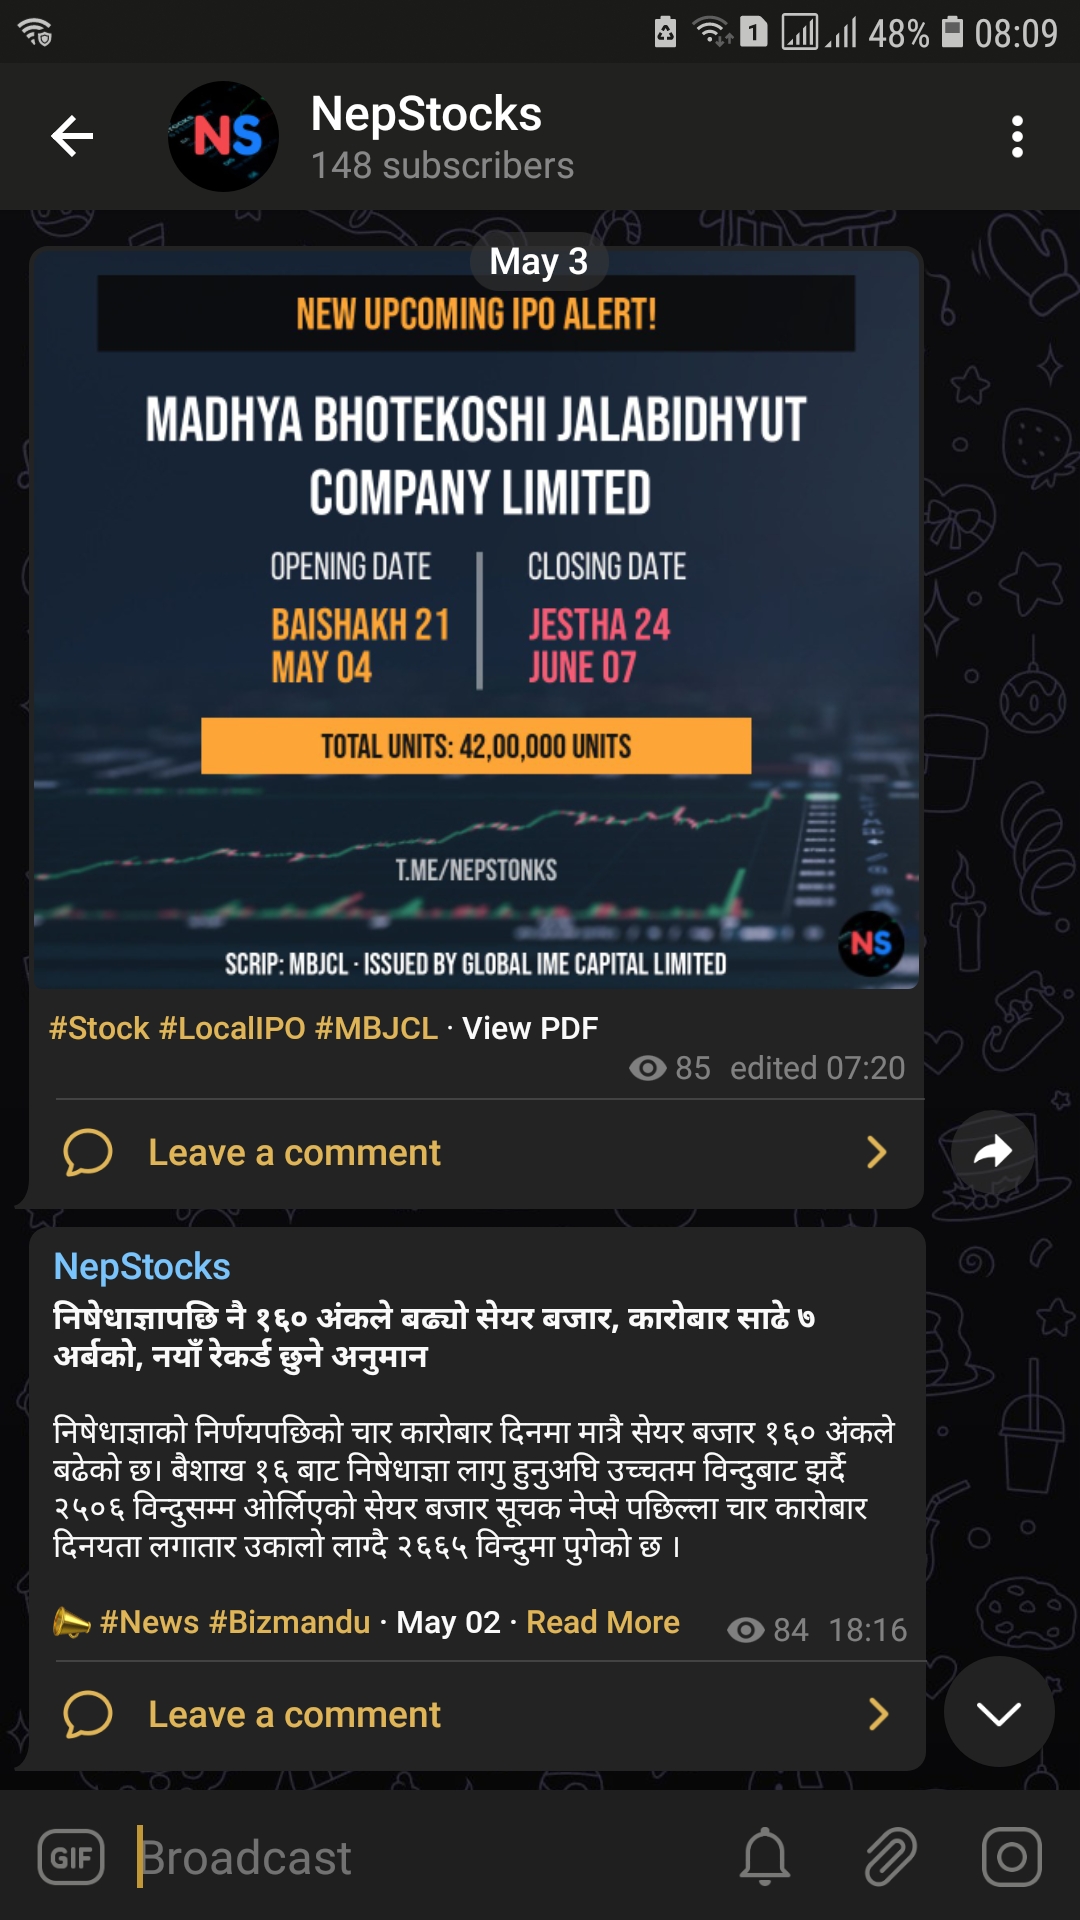 1
48%
08:09
NS
NepStocks
148 subscribers
May 3
NEW UPCOMING IPO ALERT!
MADHYA BHOTEKOSHI JALABIDHYUT
COMPANY LIMITED
OPENING DATE
BAISHAKH 21
MAY 04
CLOSING DATE
JESTHA 24
JUNE 07
TOTAL UNITS: 42,00,000 UNITS
T.ME/NEPSTONKS
NS
SCRIP: MBJCL · ISSUED BY GLOBAL IME CAPITAL LIMITED
#Stock #LocalIPO #MBJCL · View PDF
85 edited 07:20
Leave a comment
NepStocks
निषेधाज्ञापछि नै १६० अंकले बढ्यो सेयर बजार, कारोबार साढे ७
अर्बको, नयाँ रेकर्ड छुने अनुमान
निषेधाज्ञाको निर्णयपछिको चार कारोबार दिनमा मात्रै सेयर बजार १६० अंकले
बढेको छ। बैशाख १६ बाट निषेधाज्ञा लागु हुनुअघि उच्चतम विन्दुबाट झर्दै
२५०६ विन्दुसम्म ओर्लिएको सेयर बजार सूचक नेप्से पछिल्ला चार कारोबार
दिनयता लगातार उकालो लाग्दै २६६५ विन्दुमा पुगेको छ ।
#News #Bizmandu · May 02 · Read More
84 18:16
Leave a comment
GIF
Broadcast